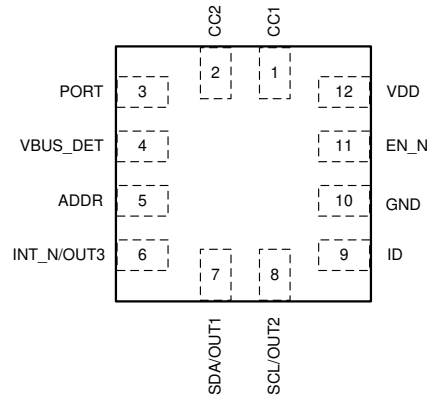 CC2 CC1
2 1
PORT 3 12 VDD
VBUS_DET 4 11 EN_N
ADDR 5 10 GND
INT_N/OUT3 6 9 ID
7 8
SDA/OUT1 SCL/OUT2